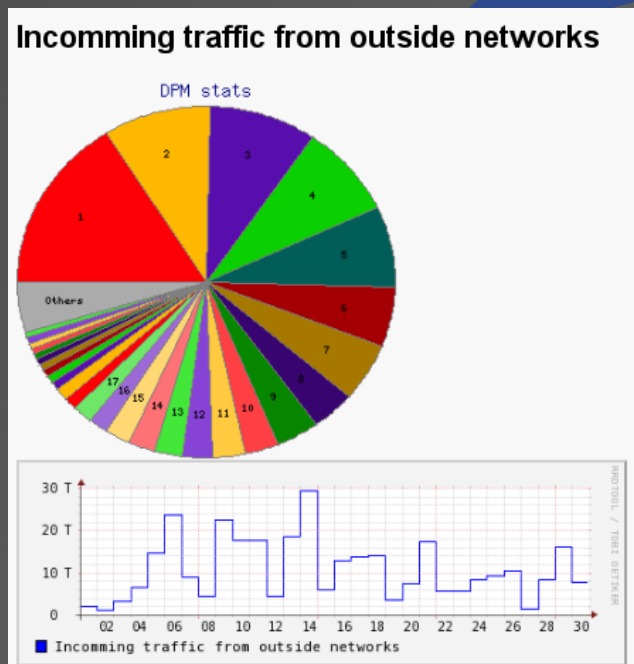 Incomming traffic from outside networks
DPM stats
1
2
3
4
5
6
7
8
9
10
11
12
13
14
15
16
17
Others
30 T
20 T
10 T
0
02 04 06 08 10 12 14 16 18 20 22 24 26 28 30
Incomming traffic from outside networks
RRDTOOL / TOBI OETIKER